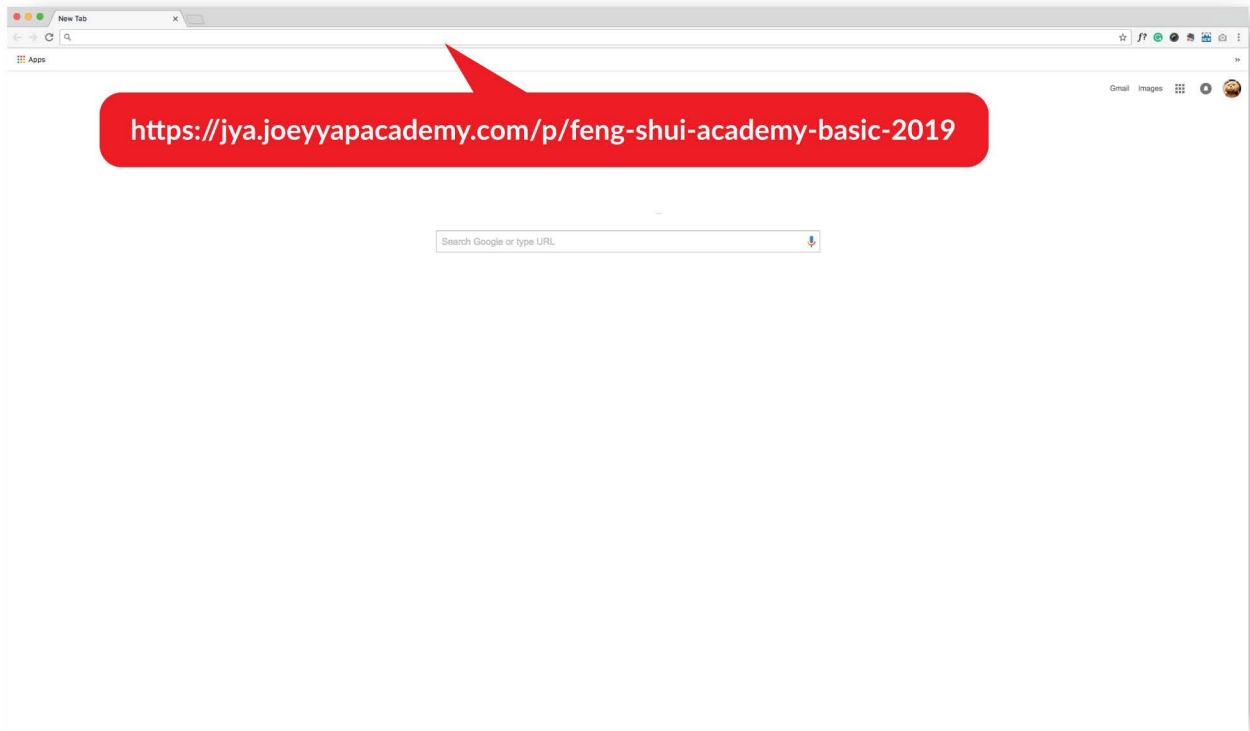 New Tab
Apps
»
Gmail Images
https://jya.joeyyapacademy.com/p/feng-shui-academy-basic-2019
Search Google or type URL